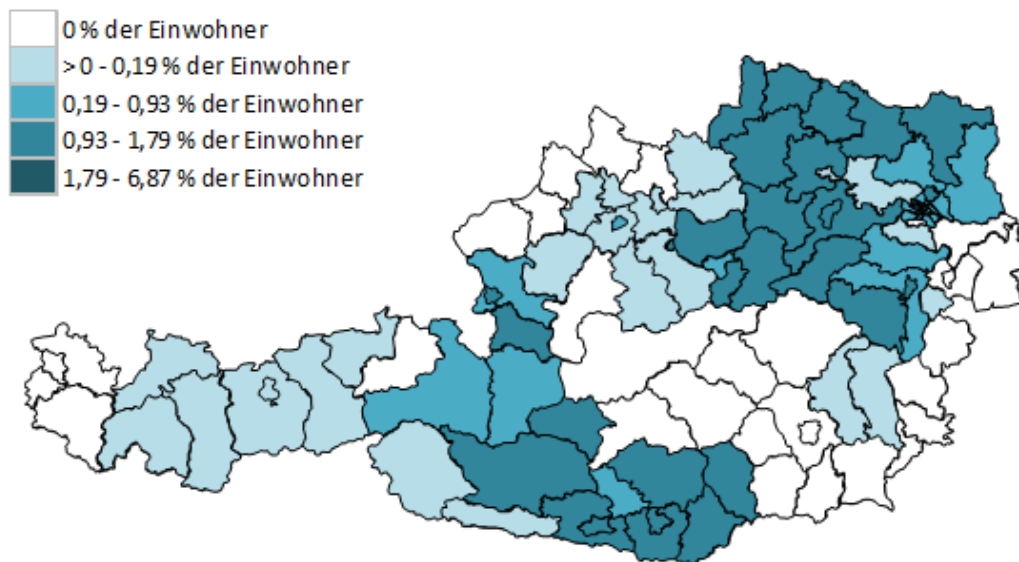 0 % der Einwohner
> 0 - 0,19 % der Einwohner
0,19 - 0,93 % der Einwohner
0,93 - 1,79 % der Einwohner
1,79 - 6,87 % der Einwohner